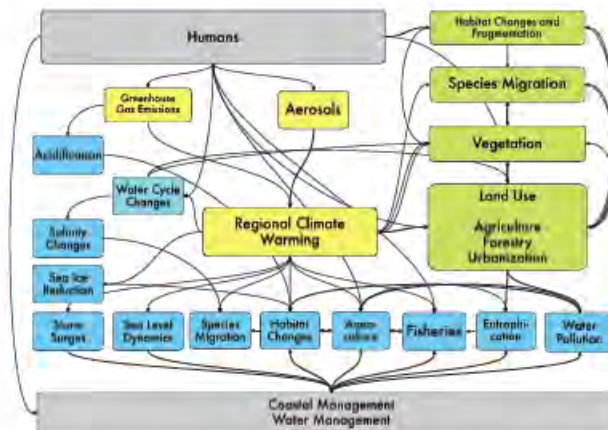 Humans
Habitat Changes and
Fragmentation
Species Migration
Vegetation
Land Use
Agriculture
Forestry
Urbanization
Greenhouse
Gas Emissions
Aerosols
Acidification
Water Cycle
Changes
Salinity
Changes
Regional Climate
Warming
Sea Ice
Reduction
Storm
Surges
Sea Level
Dynamics
Species
Migration
Habitat
Changes
Aqua-
culture
Fisheries
Eutrophi-
cation
Water
Pollution
Coastal Management
Water Management